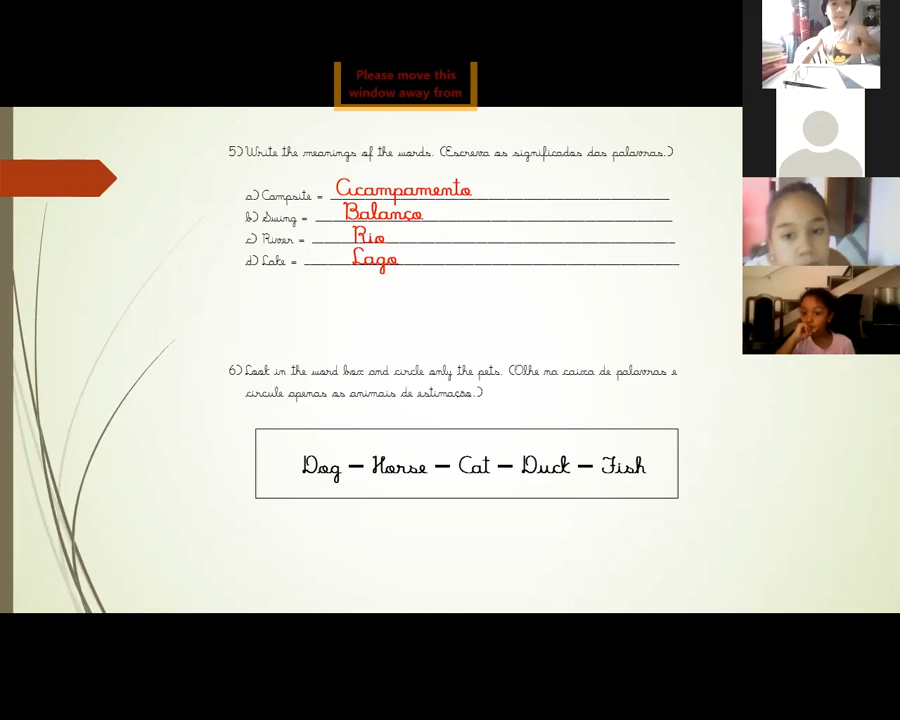 Please move this
window away from
5) Write the meanings of the words. (Escreva os significados das palavras.)
a) Campsite = Acampamento
b) Swing = Balanço
c) River = Rio
d) Lake = Lago
6) Look in the word box and circle only the pets. (Olhe na caixa de palavras e
circule apenas os animais de estimação.)
Dog – Horse – Cat – Duck – Fish